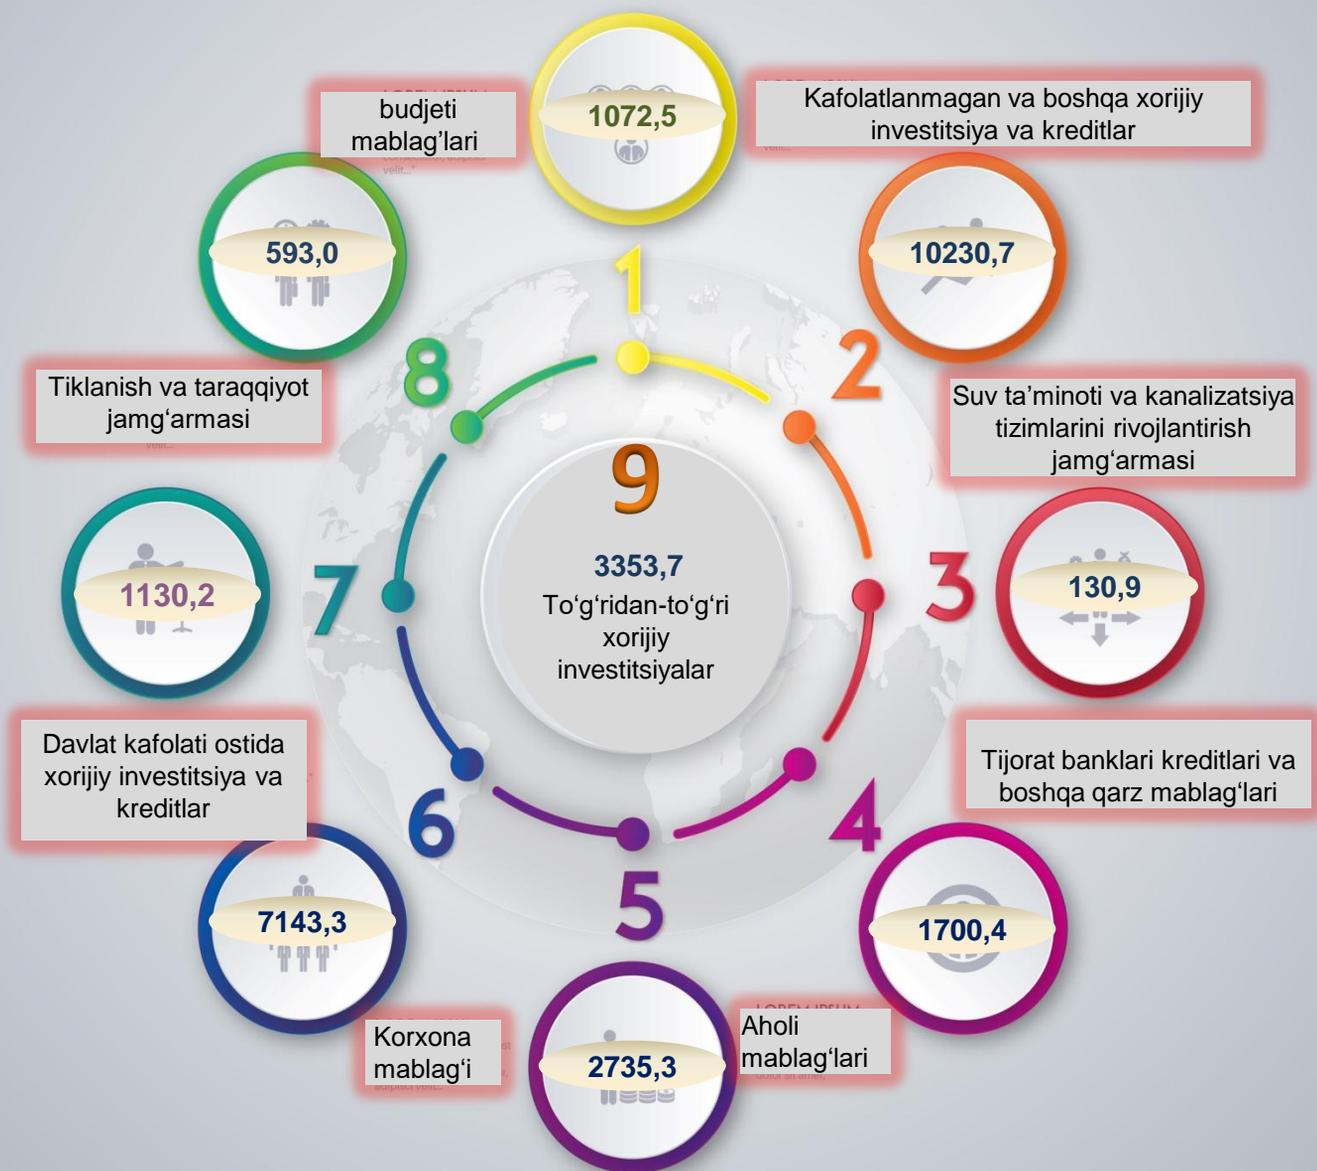 budjeti
mablag’lari
1072,5
Kafolatlanmagan va boshqa xorijiy
investitsiya va kreditlar
velit..."
593,0
10230,7
1
2
8
Tiklanish va taraqqiyot
jamg‘armasi
Suv ta’minoti va kanalizatsiya
tizimlarini rivojlantirish
jamg‘armasi
9
3353,7
To‘g‘ridan-to‘g‘ri
xorijiy
investitsiyalar
7
1130,2
3
130,9
Davlat kafolati ostida
xorijiy investitsiya va
kreditlar
Tijorat banklari kreditlari va
boshqa qarz mablag‘lari
6
4
5
7143,3
1700,4
Korxona
mablag‘i
2735,3
Aholi
mablag‘lari